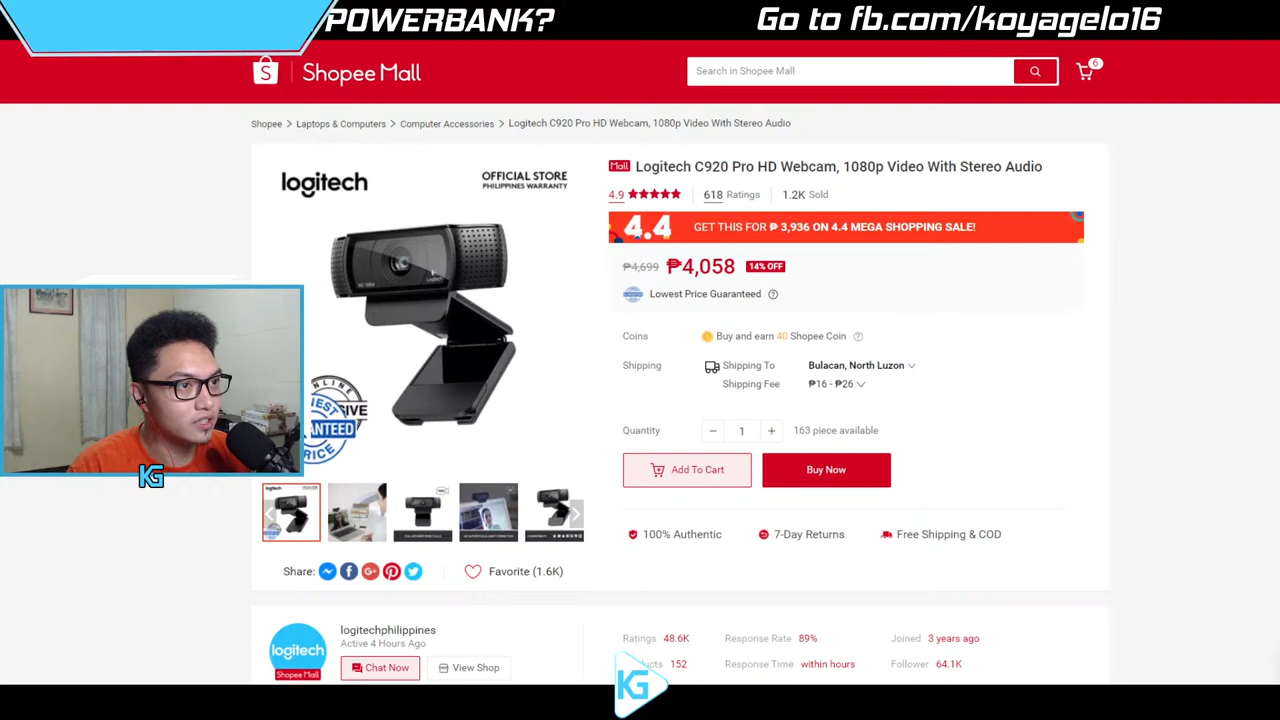 POWERBANK?
Go to fb.com/koyagelo16
Shopee Mall
Search in Shopee Mall
6
Shopee > Laptops & Computers > Computer Accessories > Logitech C920 Pro HD Webcam, 1080p Video With Stereo Audio
logitech
OFFICIAL STORE
PHILIPPINES WARRANTY
Mall Logitech C920 Pro HD Webcam, 1080p Video With Stereo Audio
4.9
618 Ratings
1.2K Sold
4.4 GET THIS FOR ₱ 3,936 ON 4.4 MEGA SHOPPING SALE!
₱4,699 ₱4,058 14% OFF
Lowest Price Guaranteed
Coins
Buy and earn 40 Shopee Coin
Shipping
Shipping To
Bulacan, North Luzon
Shipping Fee
₱16 - ₱26
Quantity
1
163 piece available
Add To Cart
Buy Now
100% Authentic
7-Day Returns
Free Shipping & COD
Share:
Favorite (1.6K)
logitechphilippines
Active 4 Hours Ago
Chat Now
View Shop
logitech
Shopee Mall
Ratings 48.6K
Response Rate 89%
Joined 3 years ago
152
Response Time within hours
Follower 64.1K
KG
KG